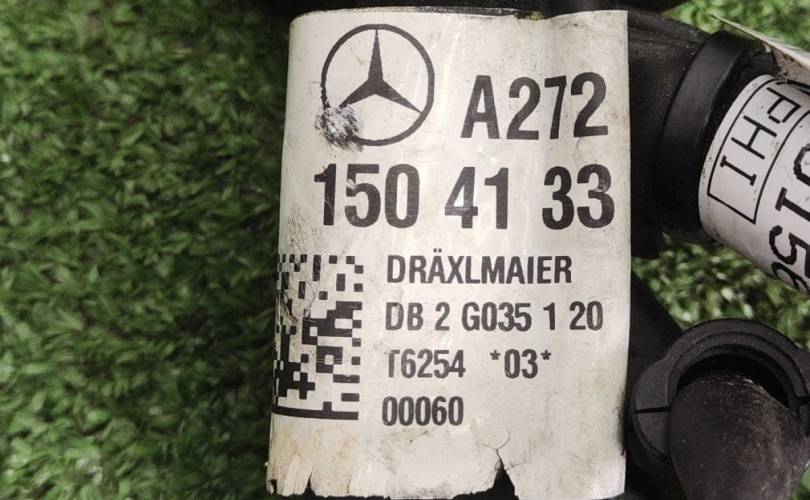 A272
150 41 33
DRÄXLMAIER
DB 2 G035 1 20
T6254 *03*
00060